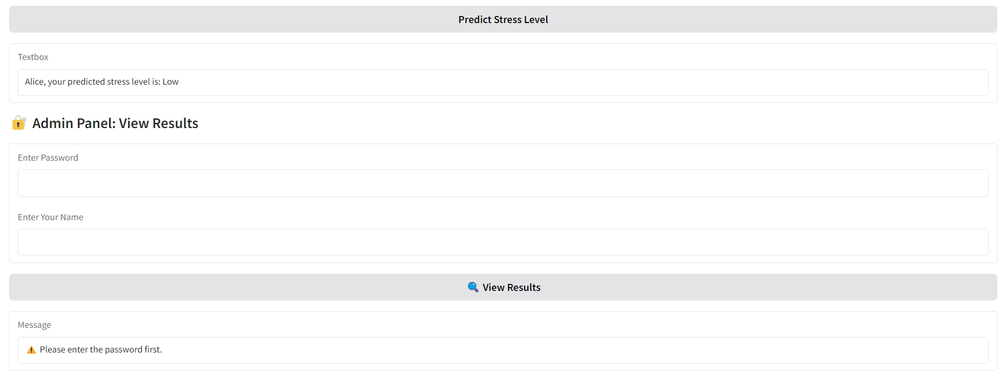 Predict Stress Level
Textbox
Alice, your predicted stress level is: Low
🔐 Admin Panel: View Results
Enter Password
Enter Your Name
🔍 View Results
Message
⚠️ Please enter the password first.